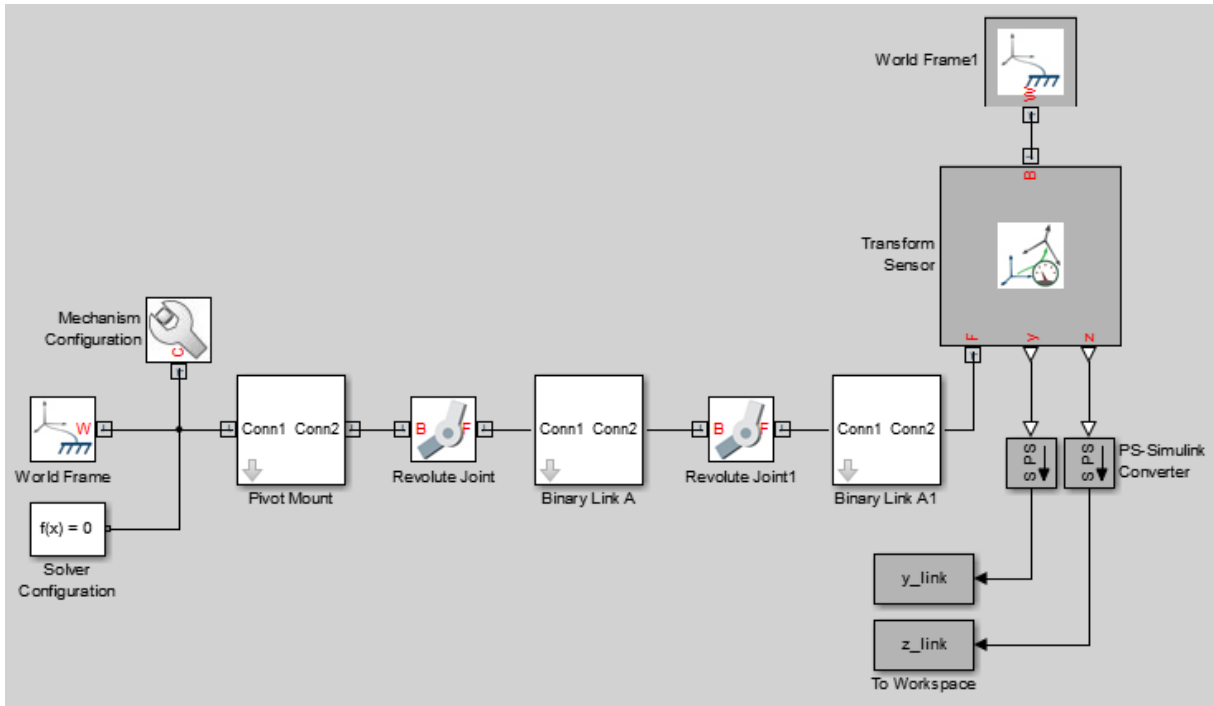 World Frame1
W
B
Transform
Sensor
F
y
z
Mechanism
Configuration
C
W
World Frame
Conn1 Conn2
Pivot Mount
B F
Revolute Joint
Conn1 Conn2
Binary Link A
B F
Revolute Joint1
Conn1 Conn2
Binary Link A1
S PS
S PS
PS-Simulink
Converter
f(x) = 0
Solver
Configuration
y_link
z_link
To Workspace